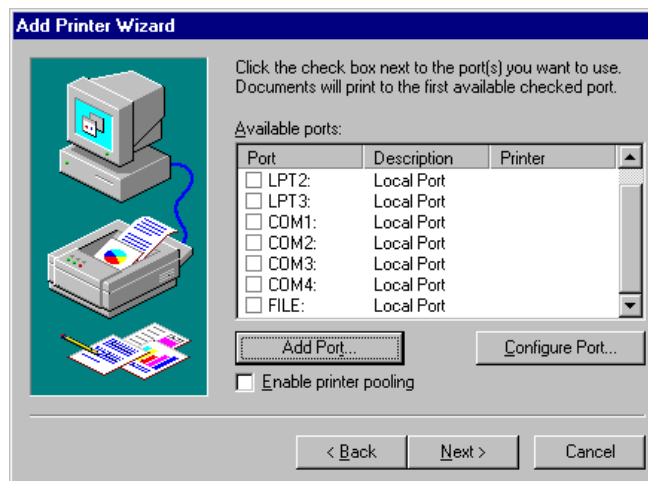 Add Printer Wizard
Click the check box next to the port(s) you want to use.
Documents will print to the first available checked port.
Available ports:
Port Description Printer
LPT2: Local Port
LPT3: Local Port
COM1: Local Port
COM2: Local Port
COM3: Local Port
COM4: Local Port
FILE: Local Port
Add Port... Configure Port...
Enable printer pooling
< Back Next > Cancel